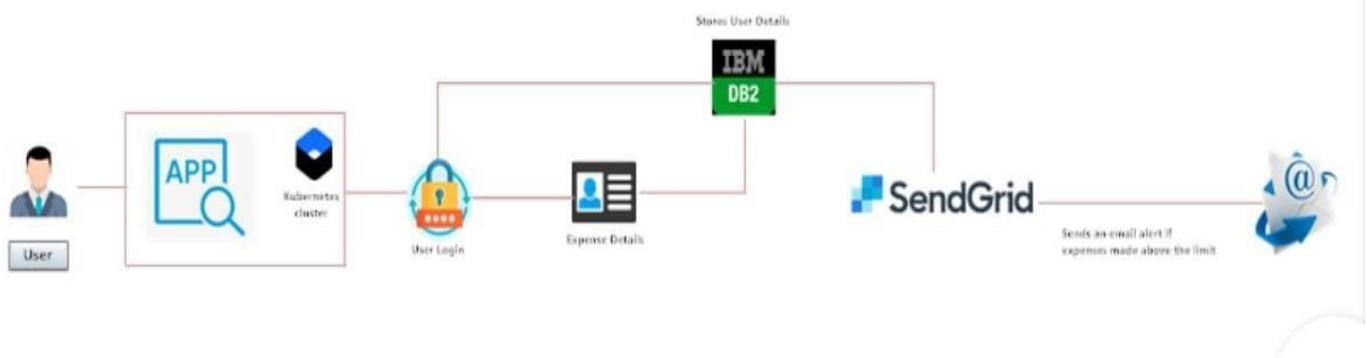 Stores User Details
IBM
DB2
APP
Kubernetes
cluster
User
User Login
Expense Details
SendGrid
Sends an email alert if
expenses made above the limit
@